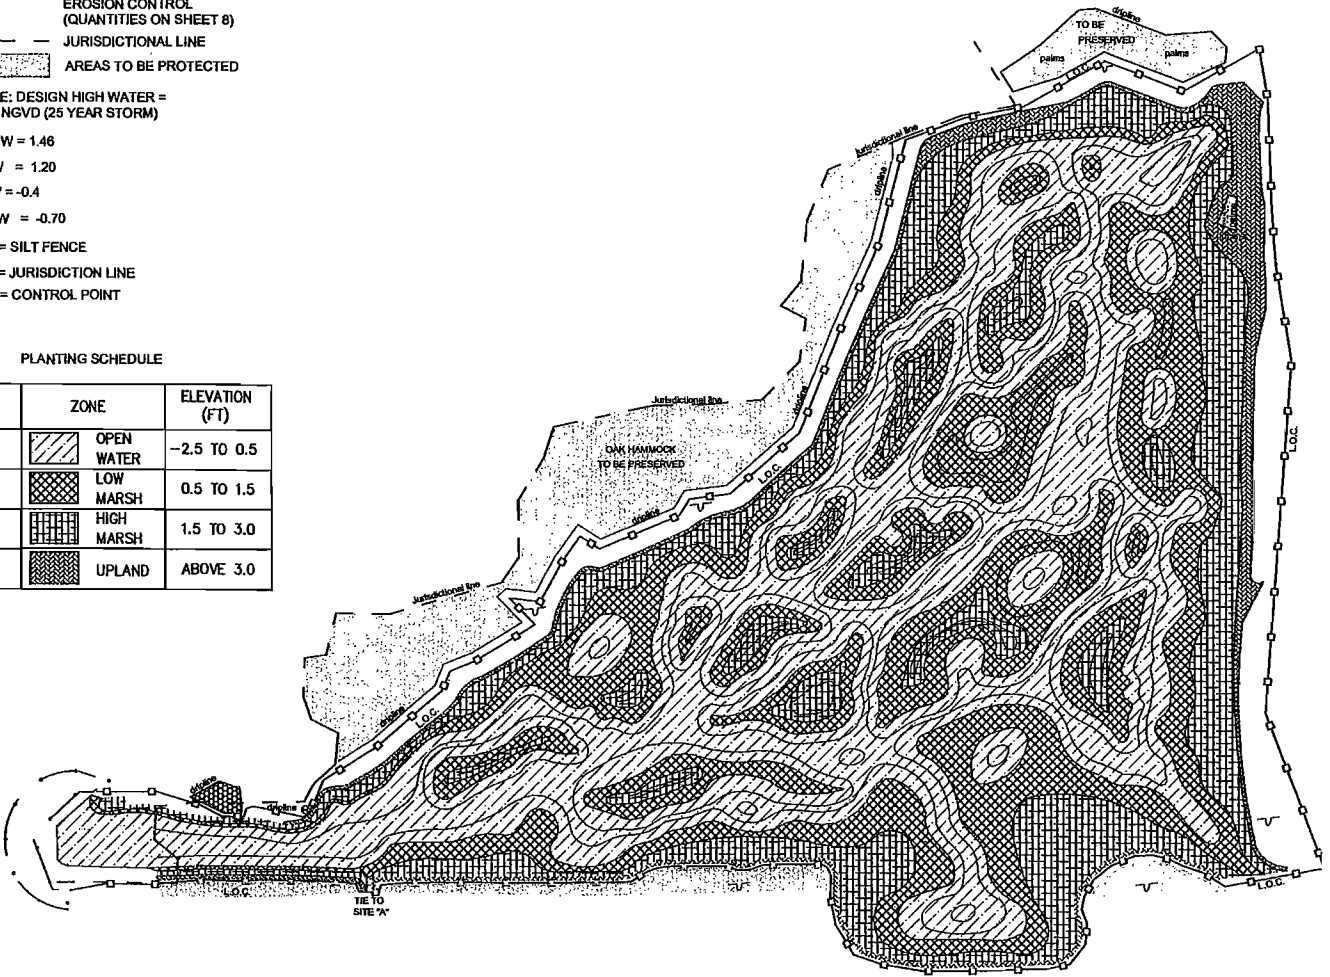 EROSION CONTROL
(QUANTITIES ON SHEET 8)
JURISDICTIONAL LINE
AREAS TO BE PROTECTED
E: DESIGN HIGH WATER =
NGVD (25 YEAR STORM)
W = 1.46
= 1.20
= -0.4
W = -0.70
= SILT FENCE
= JURISDICTION LINE
= CONTROL POINT
PLANTING SCHEDULE
ZONE
ELEVATION
(FT)
OPEN
WATER
-2.5 TO 0.5
LOW
MARSH
0.5 TO 1.5
HIGH
MARSH
1.5 TO 3.0
UPLAND
ABOVE 3.0
dripline
TO BE
PRESERVED
palms
palms
L.O.C.
Jurisdictional line
dripline
Jurisdictional line
dripline
OAK HAMMOCK
TO BE PRESERVED
L.O.C.
L.O.C.
dripline
Jurisdictional line
dripline
L.O.C.
dripline
dripline
L.O.C.
TIE TO
SITE "A"
L.O.C.